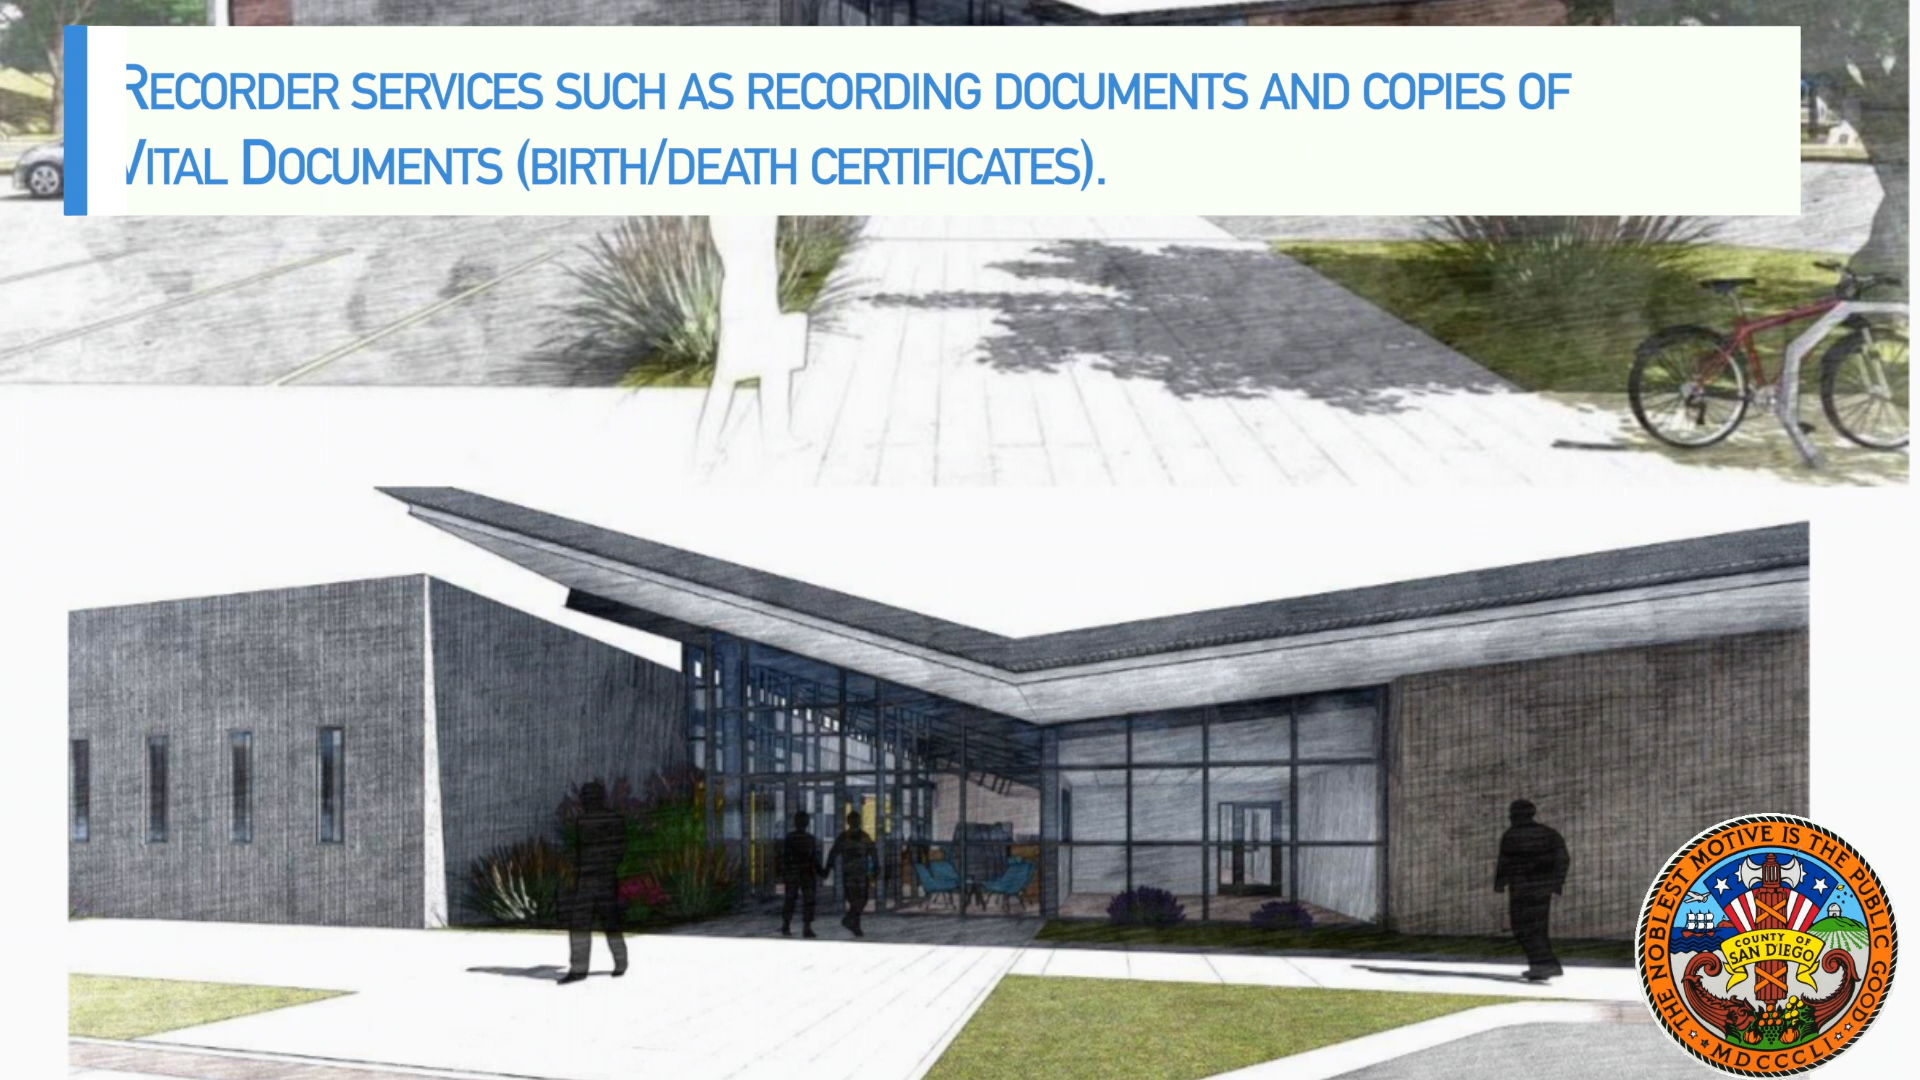 RECORDER SERVICES SUCH AS RECORDING DOCUMENTS AND COPIES OF
VITAL DOCUMENTS (BIRTH/DEATH CERTIFICATES).
THE NOBLEST MOTIVE IS THE PUBLIC GOOD
COUNTY OF
SAN DIEGO
MDCCCLI